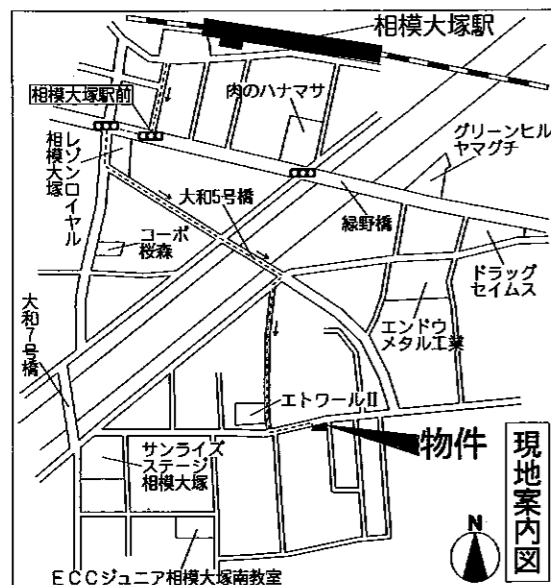 相模大塚駅
相模大塚駅前
肉のハナマサ
グリーンヒル
ヤマグチ
レゾンロイヤル
相模大塚
大和5号橋
緑野橋
コーポ
桜森
ドラッグ
セイムス
大和7号橋
エンドウ
メタル工業
エトワールⅡ
物件
サンライズ
ステージ
相模大塚
現地案内図
N
ECCジュニア相模大塚南教室